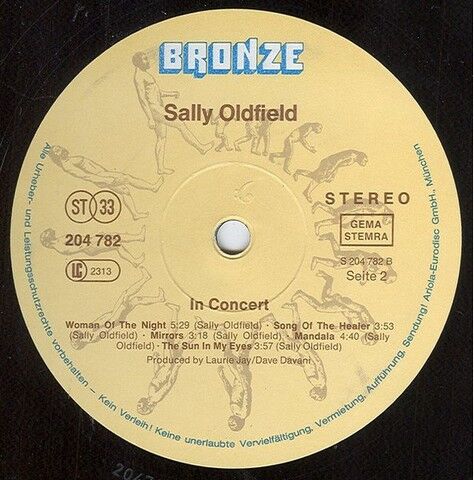 BRONZE
Sally Oldfield
ST 33
STEREO
204 782
GEMA
STEMRA
LC 2313
S 204 782 B
Seite 2
In Concert
Woman Of The Night 5:29 (Sally Oldfield) · Song Of The Healer 3:53
(Sally Oldfield) · Mirrors 3:18 (Sally Oldfield) · Mandala 4:40 (Sally
Oldfield) · The Sun In My Eyes 3:57 (Sally Oldfield)
Produced by Laurie Jay/Dave Davani
Alle Urheber- und Leistungsschutzrechte vorbehalten – Kein Verleih! Keine unerlaubte Vervielfältigung, Vermietung, Aufführung, Sendung! Ariola-Eurodisc GmbH., München